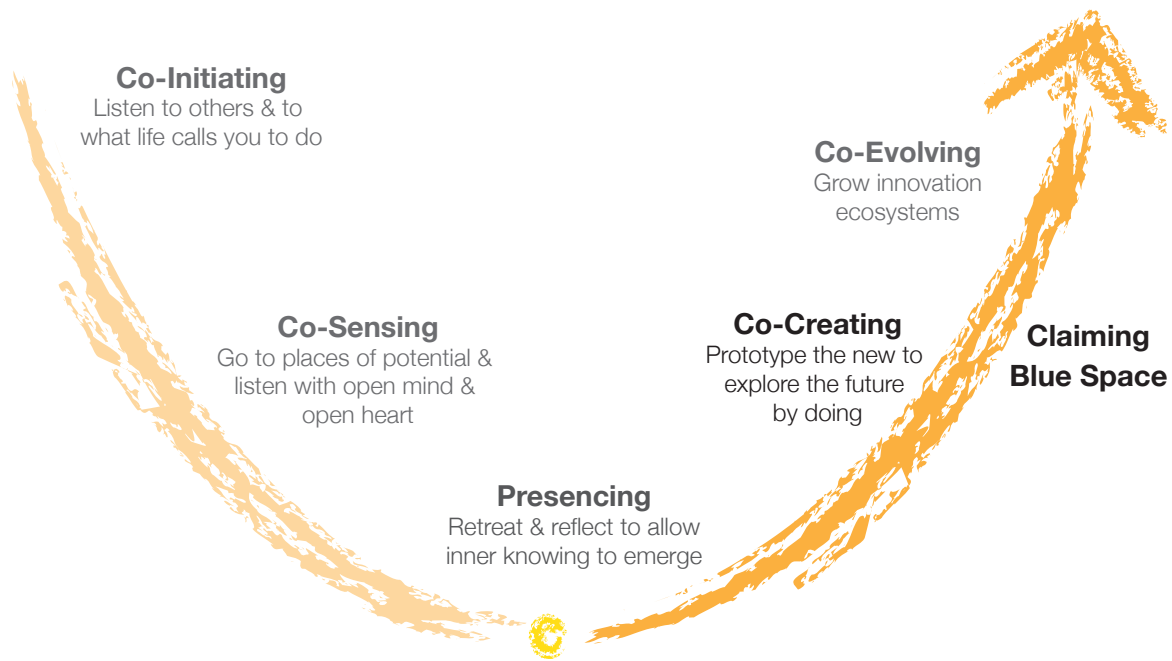 Co-Initiating
Listen to others & to
what life calls you to do
Co-Sensing
Go to places of potential &
listen with open mind &
open heart
Presencing
Retreat & reflect to allow
inner knowing to emerge
Co-Creating
Prototype the new to
explore the future
by doing
Co-Evolving
Grow innovation
ecosystems
Claiming
Blue Space